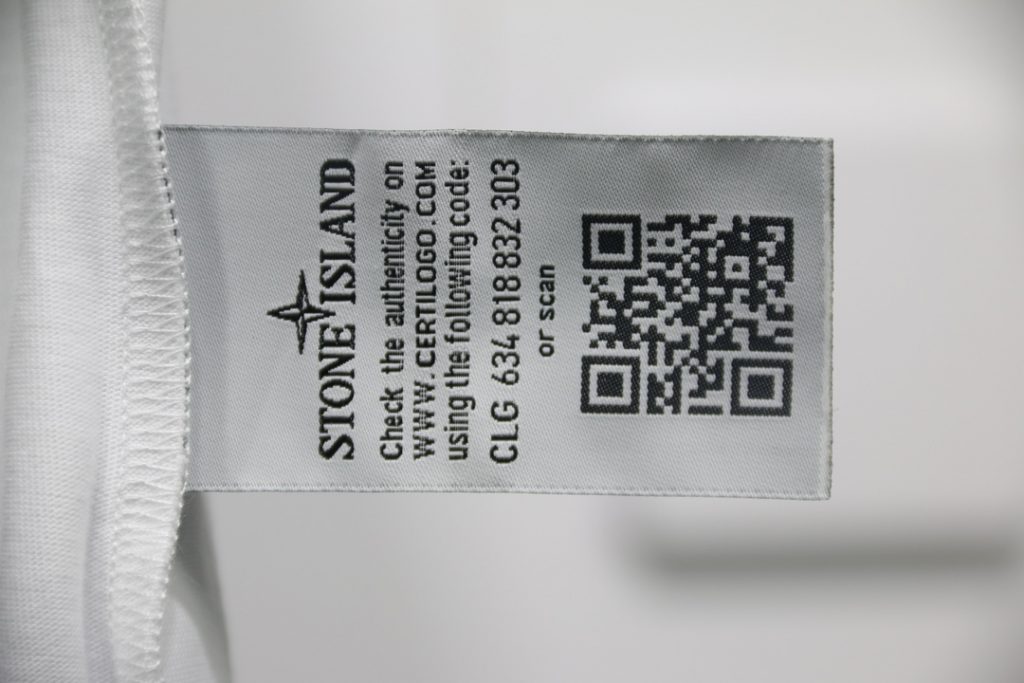 STONE ISLAND
Check the authenticity on
WWW.CERTILOGO.COM
using the following code:
CLG 634 818 832 303
or scan